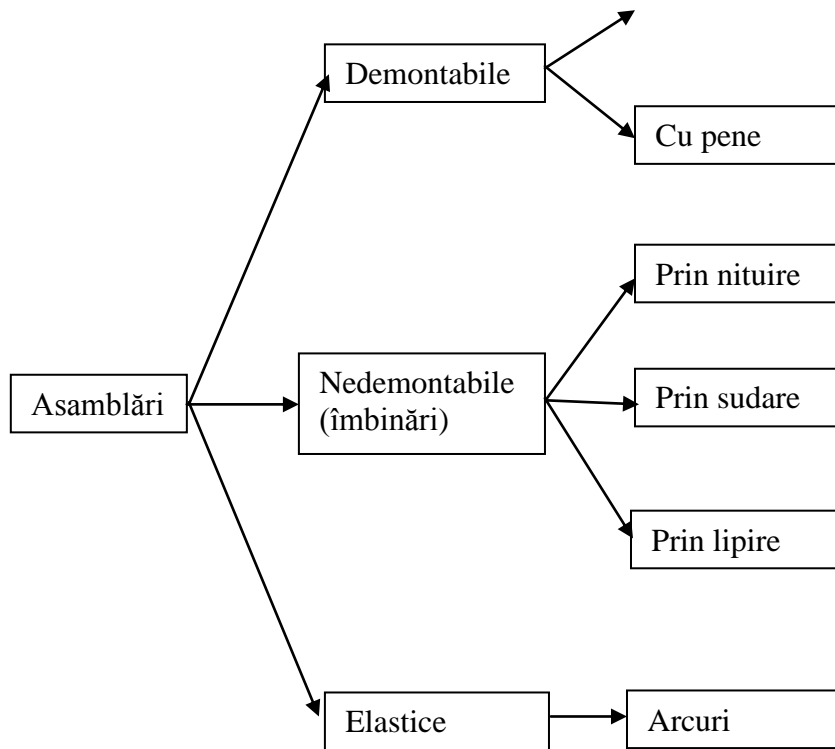 Demontabile
Cu pene
Prin nituire
Asamblări
Nedemontabile
(îmbinări)
Prin sudare
Prin lipire
Elastice
Arcuri